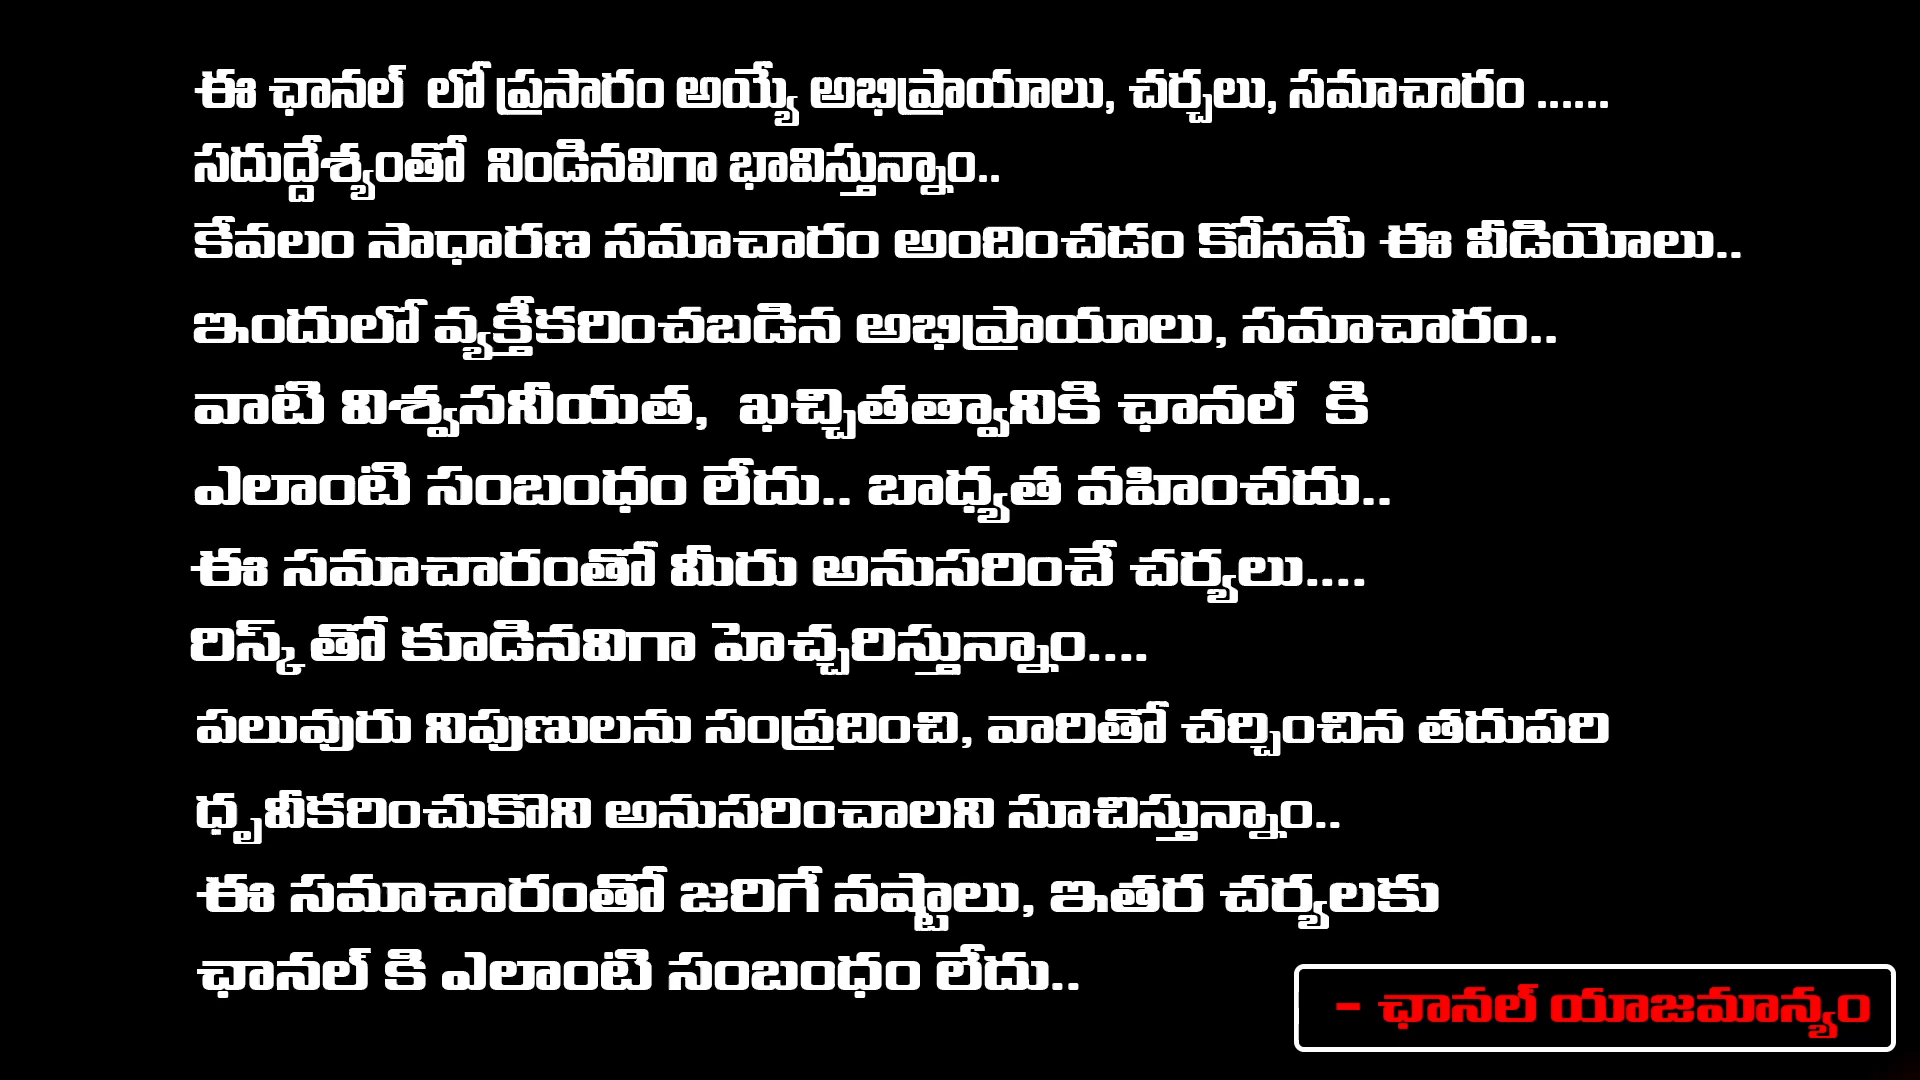 ఈ ఛానల్ లో ప్రసారం అయ్యే అభిప్రాయాలు, చర్చలు, సమాచారం ......
సదుద్దేశ్యంతో నిండినవిగా భావిస్తున్నాం..
కేవలం సాధారణ సమాచారం అందించడం కోసమే ఈ వీడియోలు..
ఇందులో వ్యక్తీకరించబడిన అభిప్రాయాలు, సమాచారం..
వాటి విశ్వసనీయత, ఖచ్చితత్వానికి ఛానల్ కి
ఎలాంటి సంబంధం లేదు.. బాధ్యత వహించదు..
ఈ సమాచారంతో మీరు అనుసరించే చర్యలు....
రిస్క్ తో కూడినవిగా హెచ్చరిస్తున్నాం....
పలువురు నిపుణులను సంప్రదించి, వారితో చర్చించిన తదుపరి
ధృవీకరించుకొని అనుసరించాలని సూచిస్తున్నాం..
ఈ సమాచారంతో జరిగే నష్టాలు, ఇతర చర్యలకు
ఛానల్ కి ఎలాంటి సంబంధం లేదు..
- ఛానల్ యాజమాన్యం